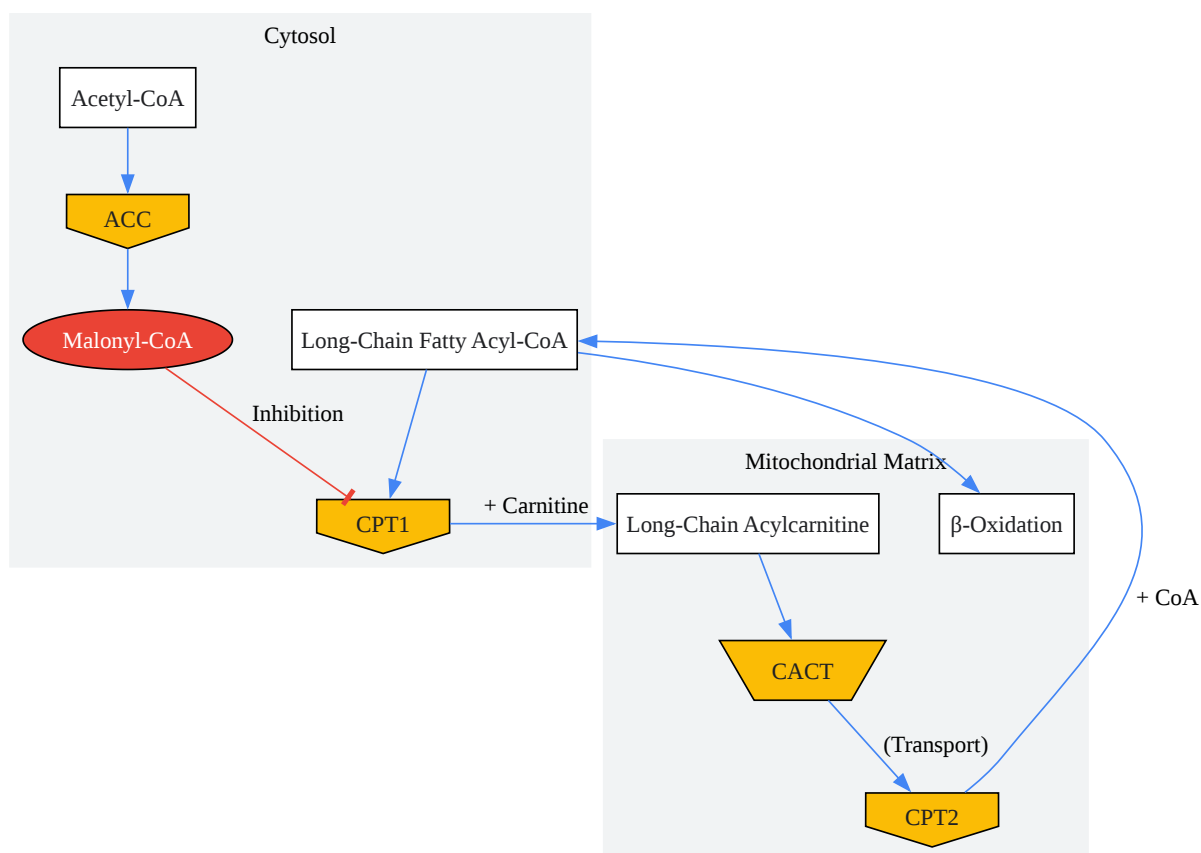 Cytosol
Acetyl-CoA
ACC
Malonyl-CoA
Long-Chain Fatty Acyl-CoA
Inhibition
Mitochondrial Matrix
+ Carnitine
CPT1
Long-Chain Acylcarnitine
β-Oxidation
+ CoA
CACT
(Transport)
CPT2